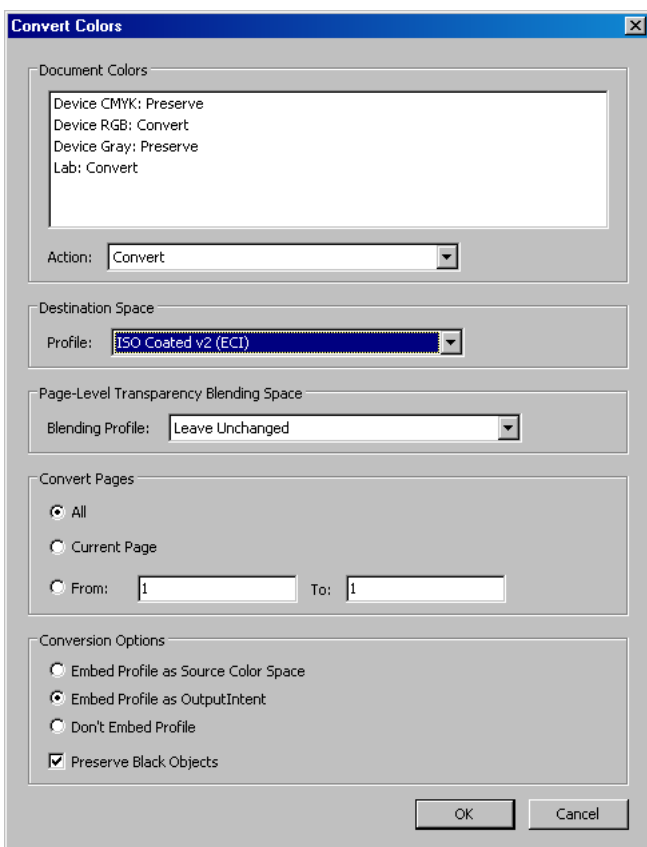 Convert Colors
Document Colors
Device CMYK: Preserve
Device RGB: Convert
Device Gray: Preserve
Lab: Convert
Action: Convert
Destination Space
Profile: ISO Coated v2 (ECI)
Page-Level Transparency Blending Space
Blending Profile: Leave Unchanged
Convert Pages
All
Current Page
From: 1 To: 1
Conversion Options
Embed Profile as Source Color Space
Embed Profile as OutputIntent
Don't Embed Profile
Preserve Black Objects
OK Cancel